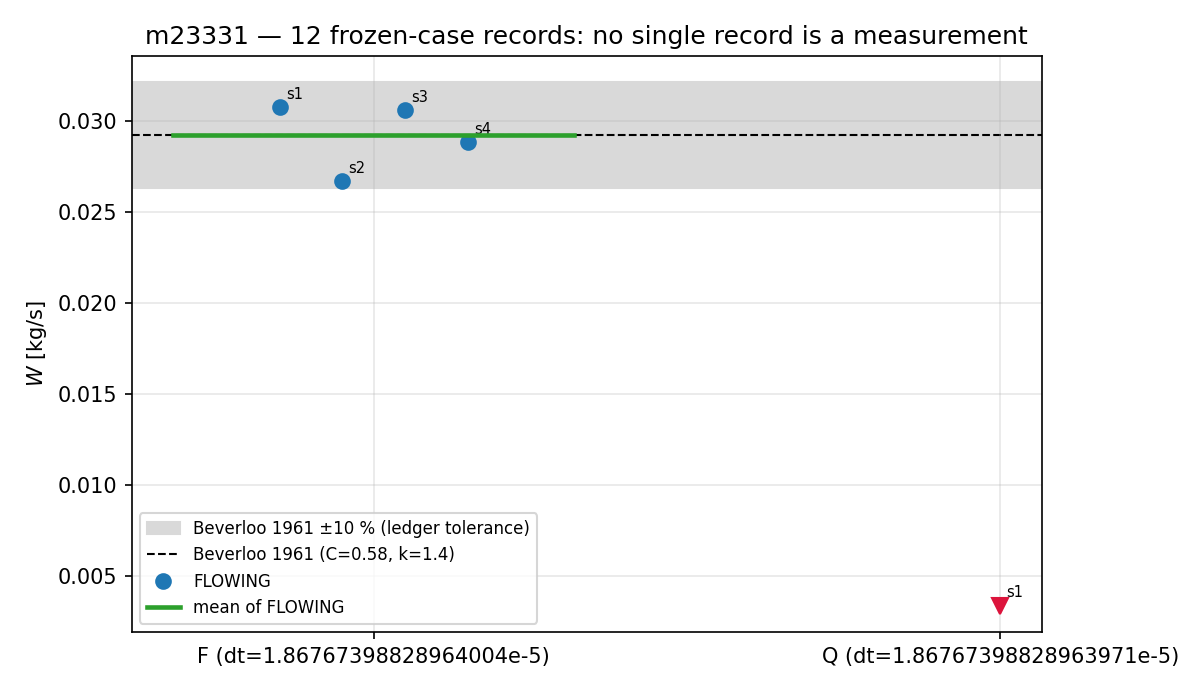 m23331 — 12 frozen-case records: no single record is a measurement
W [kg/s]
0.030
0.025
0.020
0.015
0.010
0.005
s1
s3
s4
s2
s1
Beverloo 1961 ±10 % (ledger tolerance)
Beverloo 1961 (C=0.58, k=1.4)
FLOWING
mean of FLOWING
F (dt=1.86767398828964004e-5)
Q (dt=1.86767398828963971e-5)